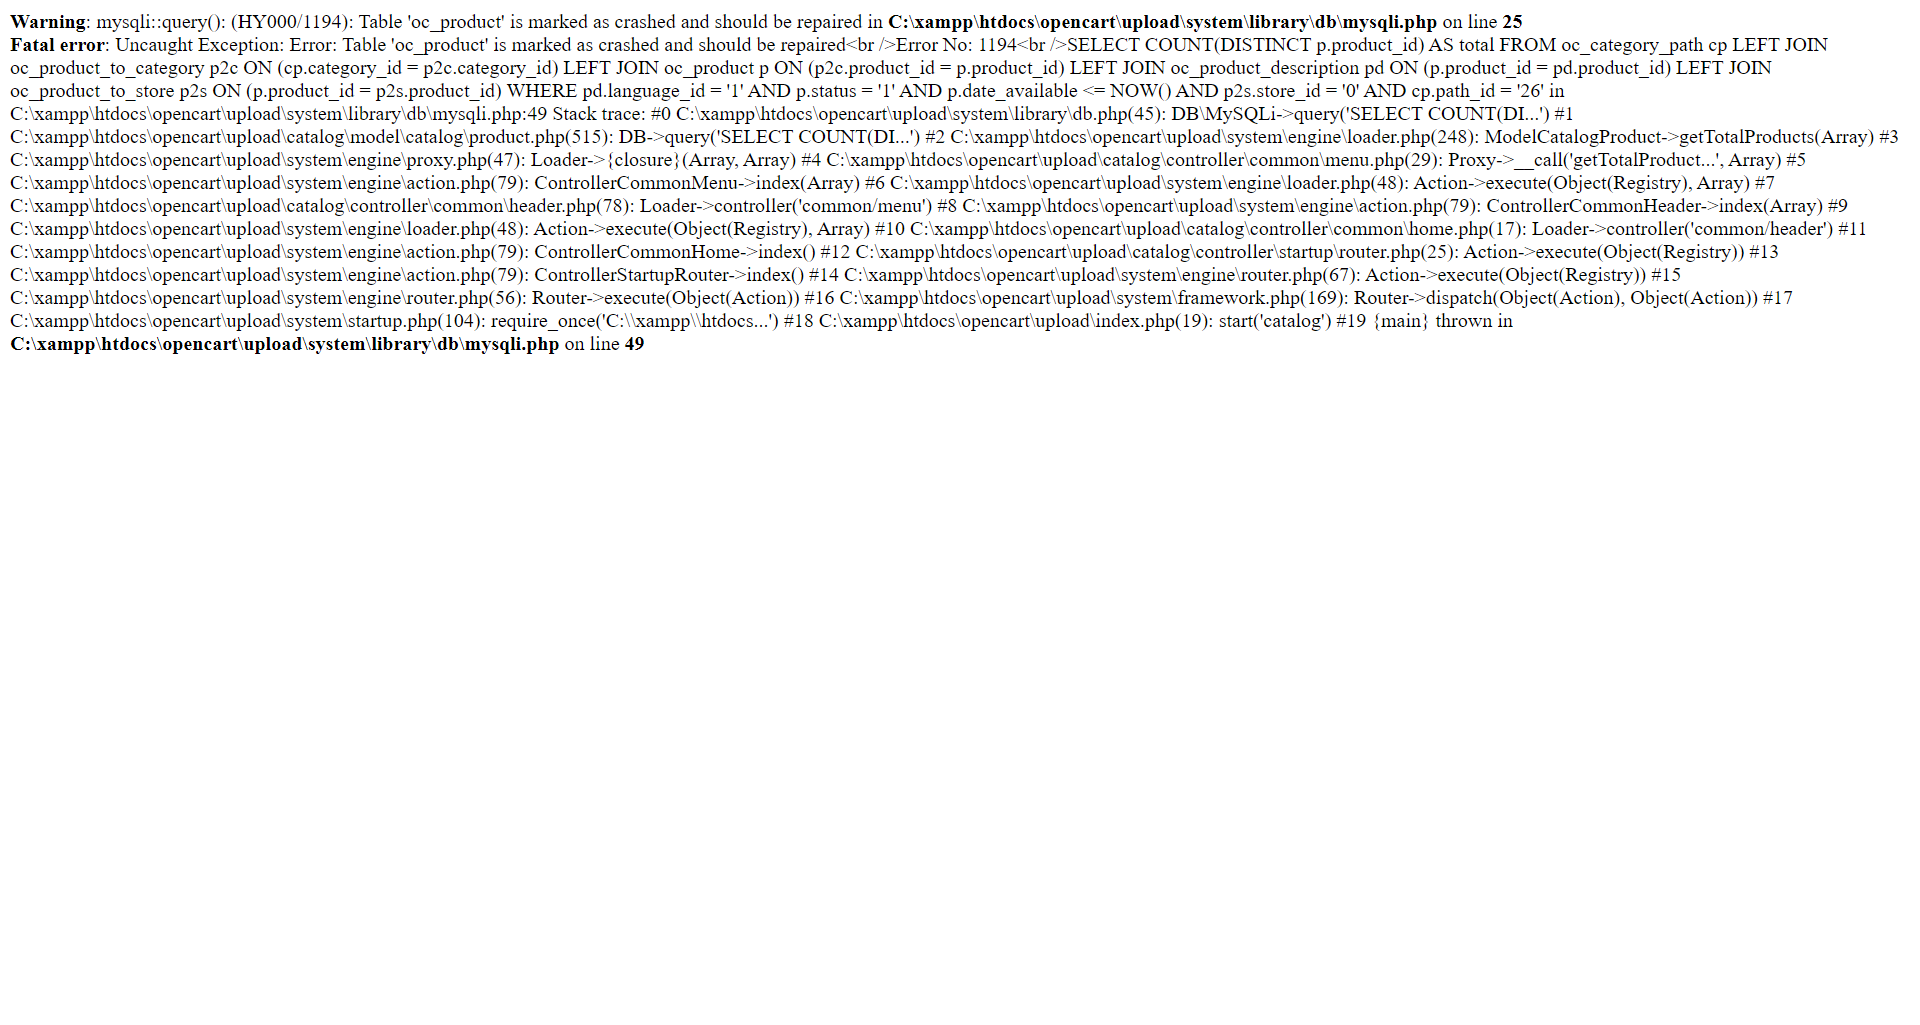 Warning: mysqli::query(): (HY000/1194): Table 'oc_product' is marked as crashed and should be repaired in C:\xampp\htdocs\opencart\upload\system\library\db\mysqli.php on line 25
Fatal error: Uncaught Exception: Error: Table 'oc_product' is marked as crashed and should be repaired<br />Error No: 1194<br />SELECT COUNT(DISTINCT p.product_id) AS total FROM oc_category_path cp LEFT JOIN
oc_product_to_category p2c ON (cp.category_id = p2c.category_id) LEFT JOIN oc_product p ON (p2c.product_id = p.product_id) LEFT JOIN oc_product_description pd ON (p.product_id = pd.product_id) LEFT JOIN
oc_product_to_store p2s ON (p.product_id = p2s.product_id) WHERE pd.language_id = '1' AND p.status = '1' AND p.date_available <= NOW() AND p2s.store_id = '0' AND cp.path_id = '26' in
C:\xampp\htdocs\opencart\upload\system\library\db\mysqli.php:49 Stack trace: #0 C:\xampp\htdocs\opencart\upload\system\library\db.php(45): DB\MySQLi->query('SELECT COUNT(DI...') #1
C:\xampp\htdocs\opencart\upload\catalog\model\catalog\product.php(515): DB->query('SELECT COUNT(DI...') #2 C:\xampp\htdocs\opencart\upload\system\engine\loader.php(248): ModelCatalogProduct->getTotalProducts(Array) #3
C:\xampp\htdocs\opencart\upload\system\engine\proxy.php(47): Loader->{closure}(Array, Array) #4 C:\xampp\htdocs\opencart\upload\catalog\controller\common\menu.php(29): Proxy->__call('getTotalProduct...', Array) #5
C:\xampp\htdocs\opencart\upload\system\engine\action.php(79): ControllerCommonMenu->index(Array) #6 C:\xampp\htdocs\opencart\upload\system\engine\loader.php(48): Action->execute(Object(Registry), Array) #7
C:\xampp\htdocs\opencart\upload\catalog\controller\common\header.php(78): Loader->controller('common/menu') #8 C:\xampp\htdocs\opencart\upload\system\engine\action.php(79): ControllerCommonHeader->index(Array) #9
C:\xampp\htdocs\opencart\upload\system\engine\loader.php(48): Action->execute(Object(Registry), Array) #10 C:\xampp\htdocs\opencart\upload\catalog\controller\common\home.php(17): Loader->controller('common/header') #11
C:\xampp\htdocs\opencart\upload\system\engine\action.php(79): ControllerCommonHome->index() #12 C:\xampp\htdocs\opencart\upload\catalog\controller\startup\router.php(25): Action->execute(Object(Registry)) #13
C:\xampp\htdocs\opencart\upload\system\engine\action.php(79): ControllerStartupRouter->index() #14 C:\xampp\htdocs\opencart\upload\system\engine\router.php(67): Action->execute(Object(Registry)) #15
C:\xampp\htdocs\opencart\upload\system\engine\router.php(56): Router->execute(Object(Action)) #16 C:\xampp\htdocs\opencart\upload\system\framework.php(169): Router->dispatch(Object(Action), Object(Action)) #17
C:\xampp\htdocs\opencart\upload\system\startup.php(104): require_once('C:\\xampp\\htdocs...') #18 C:\xampp\htdocs\opencart\upload\index.php(19): start('catalog') #19 {main} thrown in
C:\xampp\htdocs\opencart\upload\system\library\db\mysqli.php on line 49